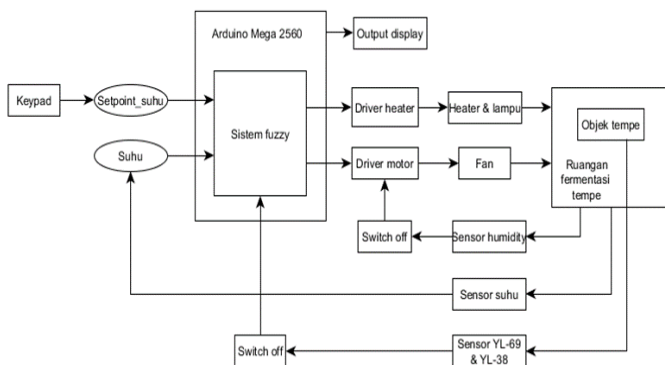 Arduino Mega 2560
Output display
Keypad
Setpoint_suhu
Sistem fuzzy
Driver heater
Heater & lampu
Objek tempe
Suhu
Driver motor
Fan
Ruangan
fermentasi
tempe
Switch off
Sensor humidity
Sensor suhu
Switch off
Sensor YL-69
& YL-38